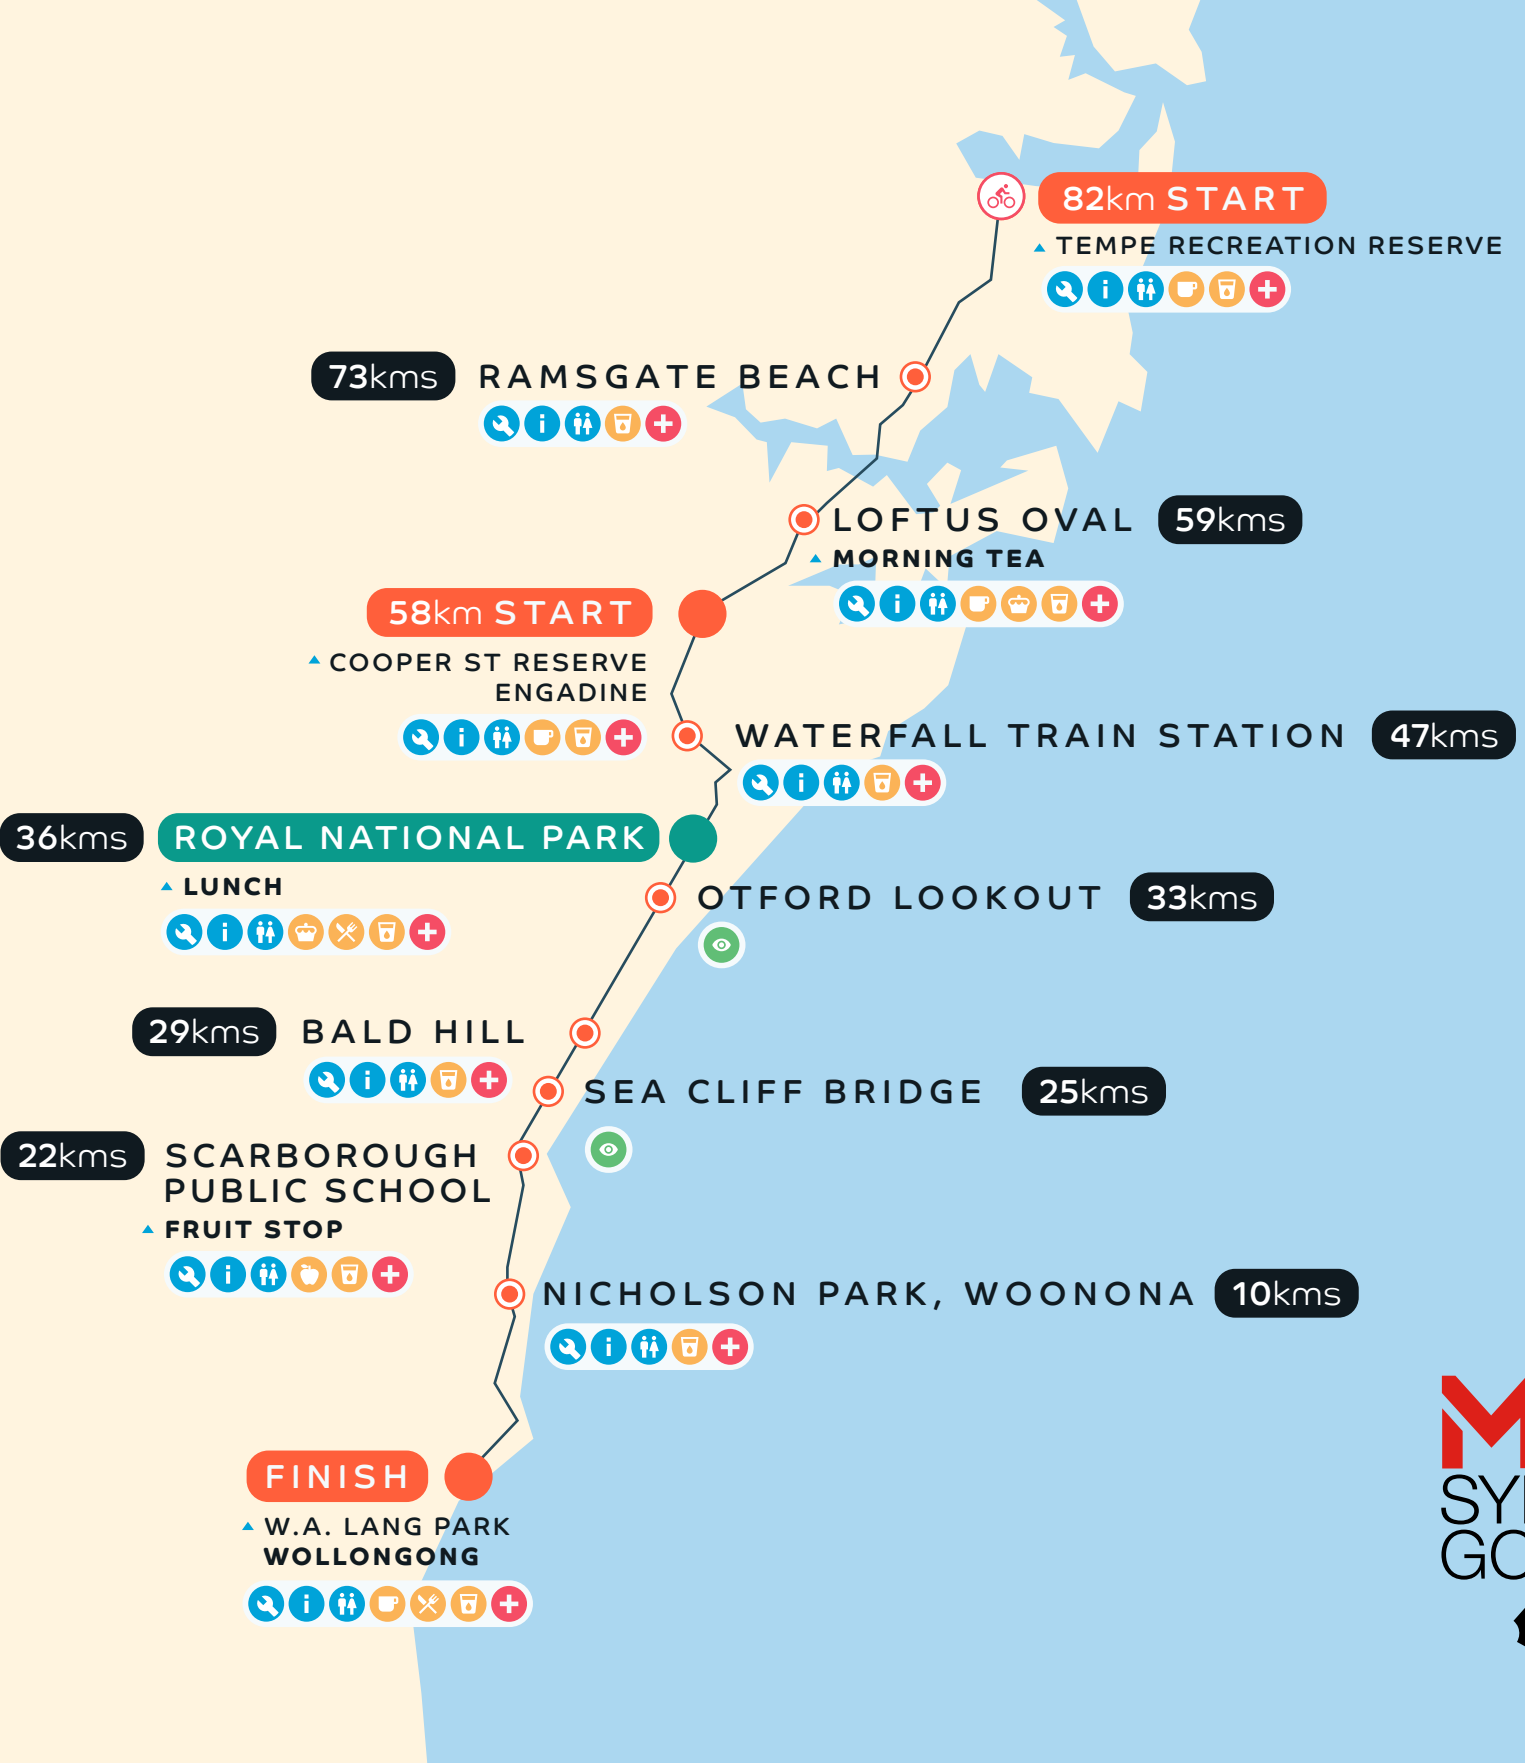 82km START
TEMPE RECREATION RESERVE
73kms RAMSGATE BEACH
LOFTUS OVAL 59kms
MORNING TEA
58km START
COOPER ST RESERVE
ENGADINE
WATERFALL TRAIN STATION 47kms
36kms ROYAL NATIONAL PARK
LUNCH
OTFORD LOOKOUT 33kms
29kms BALD HILL
SEA CLIFF BRIDGE 25kms
22kms SCARBOROUGH
PUBLIC SCHOOL
FRUIT STOP
NICHOLSON PARK, WOONONA 10kms
FINISH
W.A. LANG PARK
WOLLONGONG